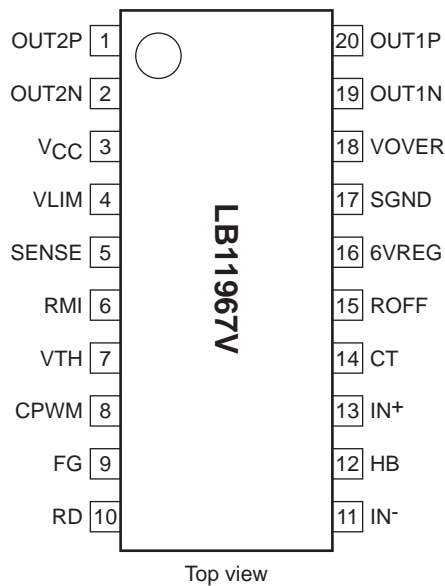 OUT2P 1 20 OUT1P
OUT2N 2 19 OUT1N
VCC 3 18 VOVER
VLIM 4 17 SGND
SENSE 5 16 6VREG
RMI 6 15 ROFF
VTH 7 14 CT
CPWM 8 13 IN+
FG 9 12 HB
RD 10 11 IN-
LB11967V
Top view